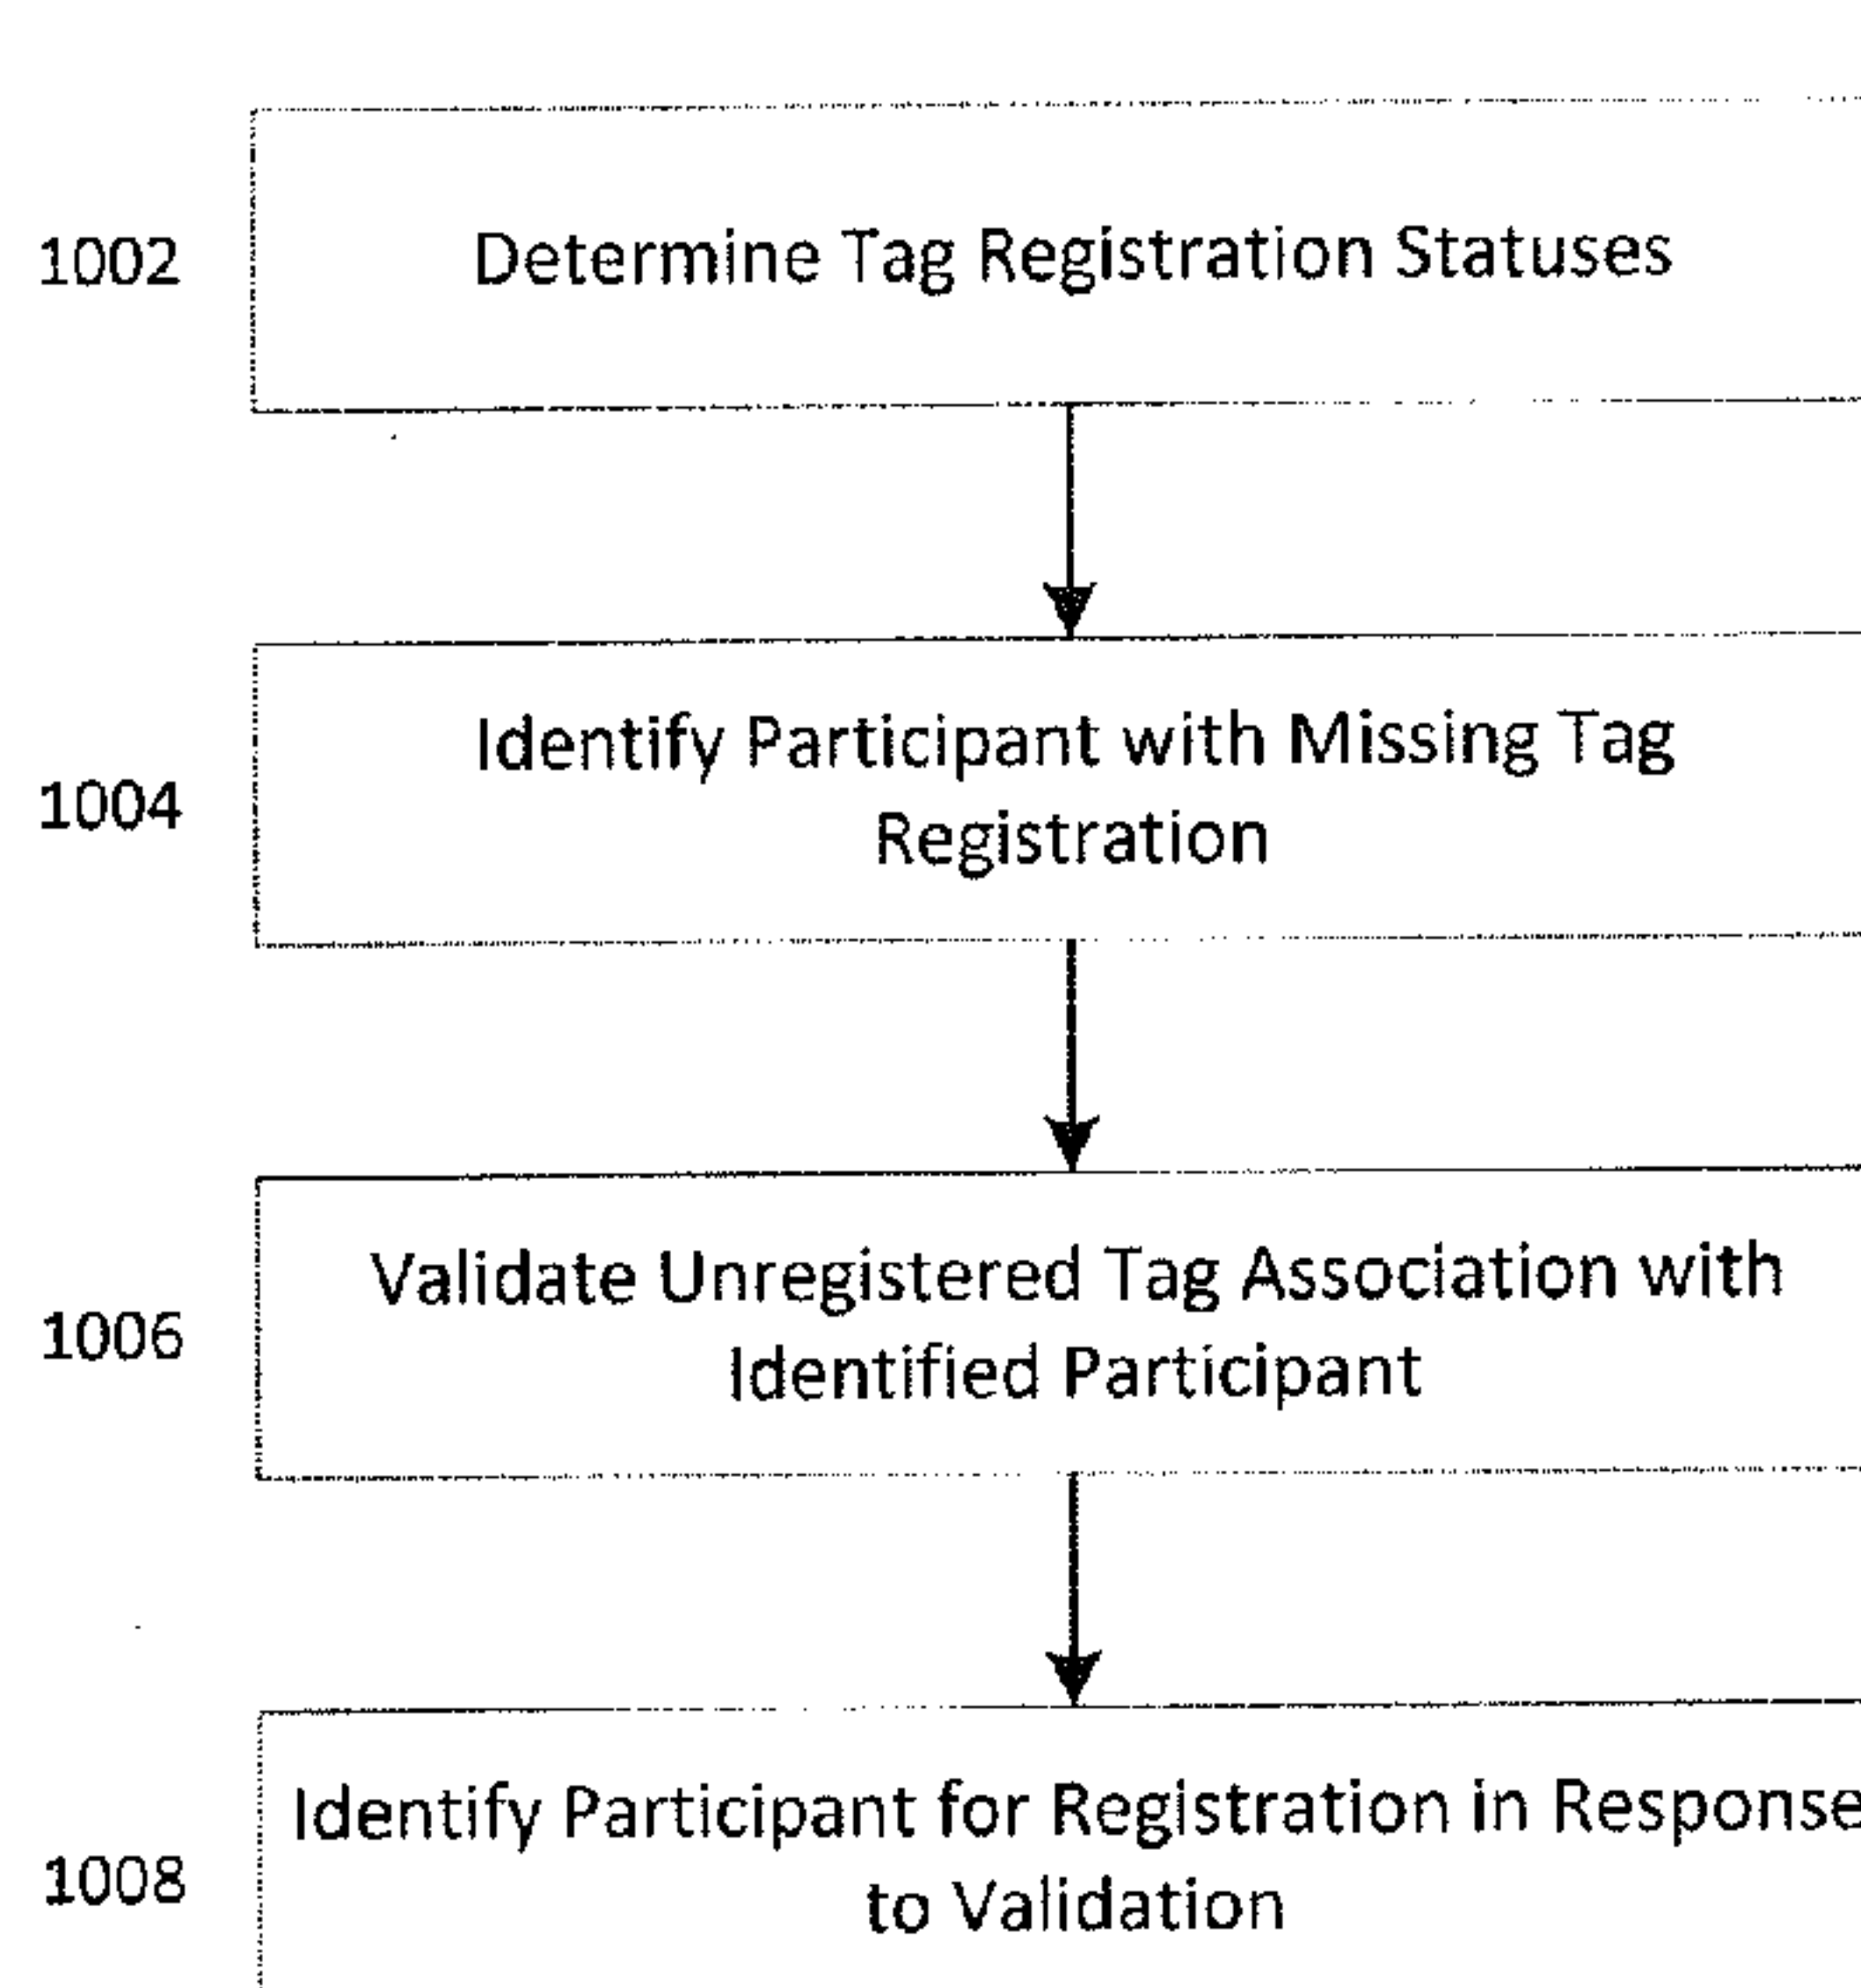 1002
Determine Tag Registration Statuses
1004
Identify Participant with Missing Tag
Registration
1006
Validate Unregistered Tag Association with
Identified Participant
1008
Identify Participant for Registration in Response
to Validation